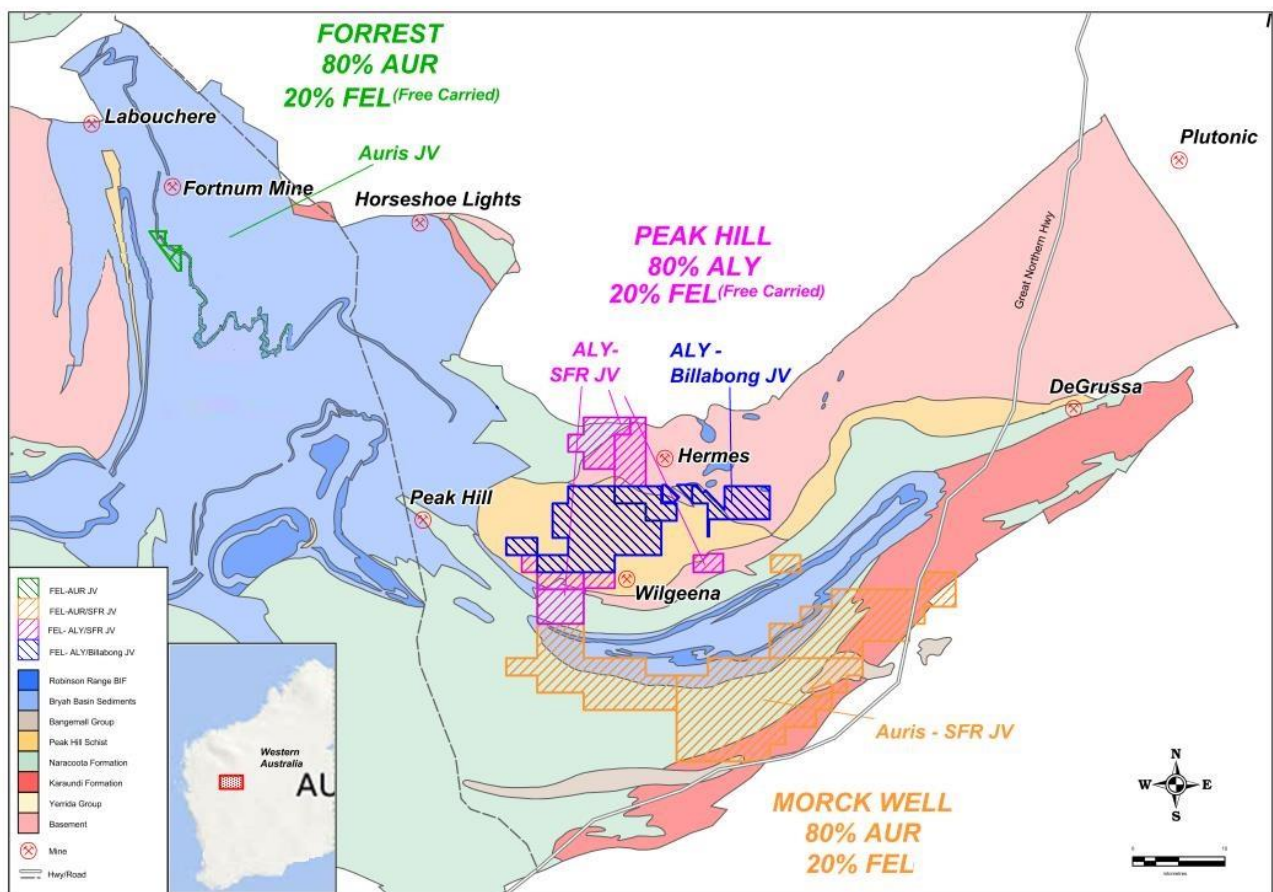 FORREST
80% AUR
20% FEL (Free Carried)
Labouchere
Auris JV
Fortnum Mine
Horseshoe Lights
Plutonic
PEAK HILL
80% ALY
20% FEL (Free Carried)
Great Northern Hwy
ALY-
SFR JV
ALY -
Billabong JV
DeGrussa
Hermes
Peak Hill
Wilgeena
Auris - SFR JV
MORCK WELL
80% AUR
20% FEL
FEL-AUR JV
FEL-AUR/SFR JV
FEL- ALY/SFR JV
FEL- ALY/Billabong JV
Robinson Range BIF
Bryah Basin Sediments
Bangemall Group
Peak Hill Schist
Naracoota Formation
Karaundi Formation
Yerrida Group
Basement
Mine
Hwy/Road
Western
Australia
AU
N
W E
S
0 10
kilometres